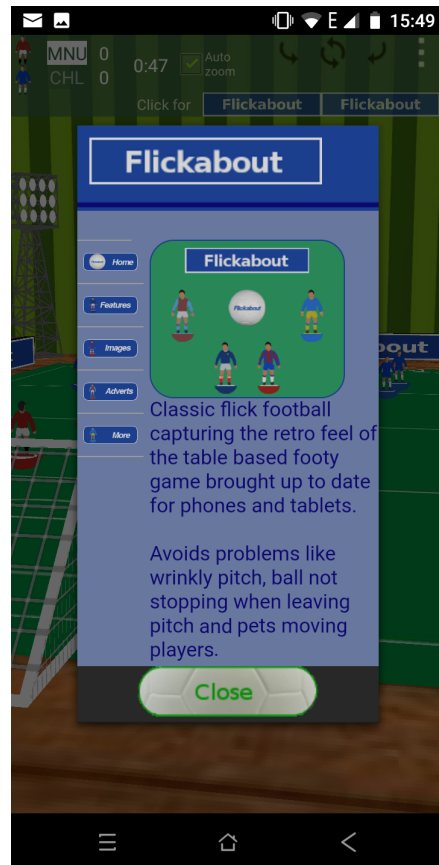 E 15:49
MNU 0
CHL 0
0:47
Auto
zoom
Click for Flickabout Flickabout
Flickabout
Home
Features
Images
Adverts
More
Flickabout
Flickabout
Classic flick football
capturing the retro feel of
the table based footy
game brought up to date
for phones and tablets.
Avoids problems like
wrinkly pitch, ball not
stopping when leaving
pitch and pets moving
players.
out
Close